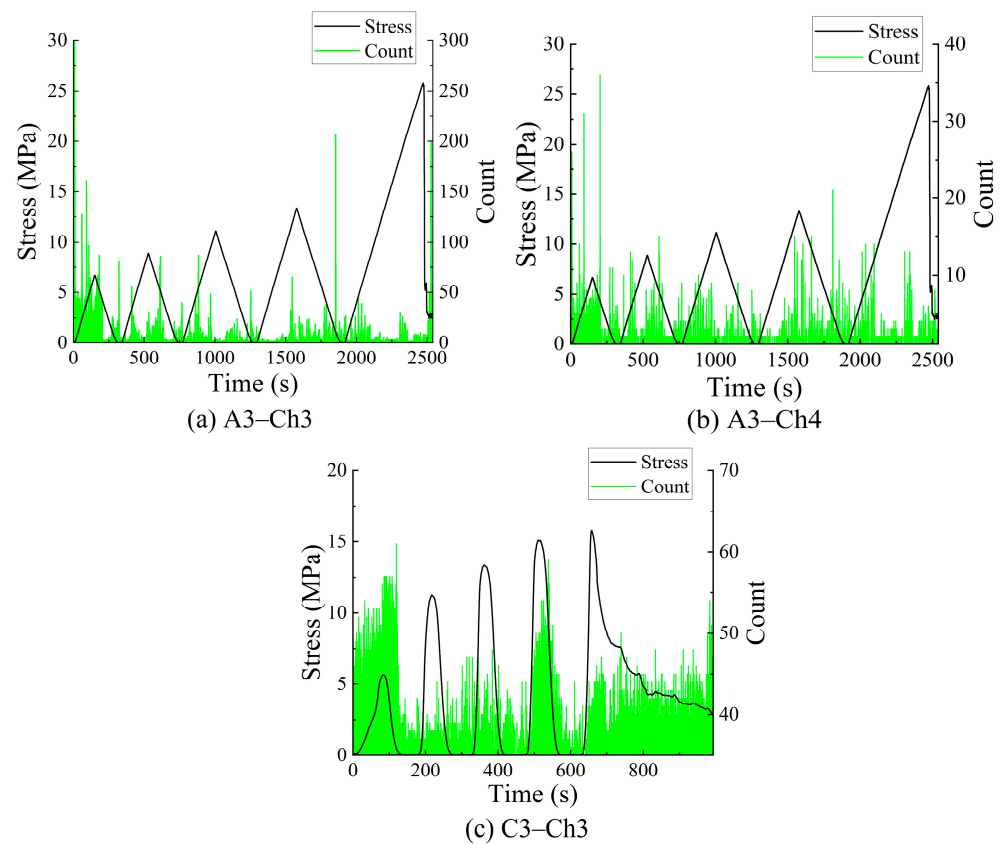 Stress
Count
30
25
20
15
10
5
0
300
250
200
150
100
50
0
Stress (MPa)
Count
0 500 1000 1500 2000 2500
Time (s)
(a) A3–Ch3
Stress
Count
30
25
20
15
10
5
0
40
30
20
10
Stress (MPa)
Count
0 500 1000 1500 2000 2500
Time (s)
(b) A3–Ch4
Stress
Count
20
15
10
5
0
70
60
50
40
Stress (MPa)
Count
0 200 400 600 800
Time (s)
(c) C3–Ch3